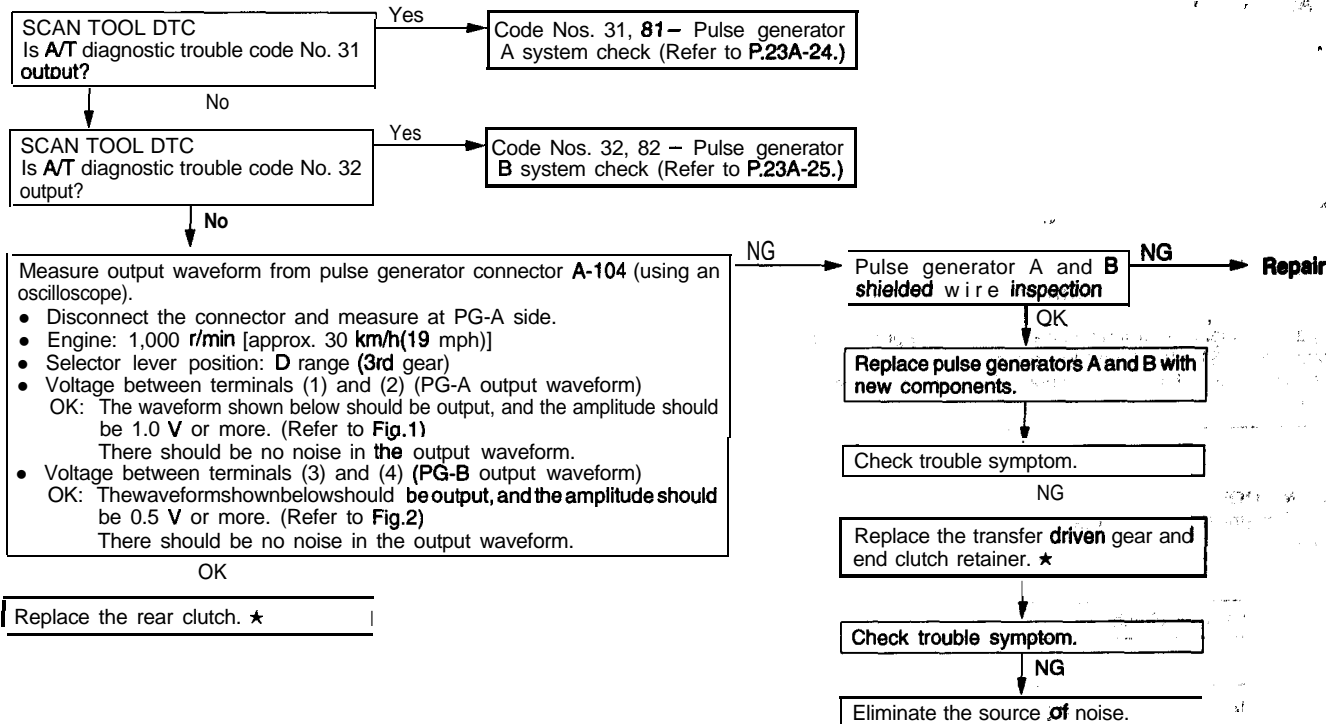 SCAN TOOL DTC
Is A/T diagnostic trouble code No. 31
output?
Yes
Code Nos. 31, 81 – Pulse generator
A system check (Refer to P.23A-24.)
No
SCAN TOOL DTC
Is A/T diagnostic trouble code No. 32
output?
Yes
Code Nos. 32, 82 – Pulse generator
B system check (Refer to P.23A-25.)
No
Measure output waveform from pulse generator connector A-104 (using an
oscilloscope).
● Disconnect the connector and measure at PG-A side.
● Engine: 1,000 r/min [approx. 30 km/h(19 mph)]
● Selector lever position: D range (3rd gear)
● Voltage between terminals (1) and (2) (PG-A output waveform)
OK: The waveform shown below should be output, and the amplitude should
be 1.0 V or more. (Refer to Fig.1)
There should be no noise in the output waveform.
● Voltage between terminals (3) and (4) (PG-B output waveform)
OK: Thewaveformshownbelowshould be output, and the amplitude should
be 0.5 V or more. (Refer to Fig.2)
There should be no noise in the output waveform.
OK
Replace the rear clutch. ★
NG
Pulse generator A and B
shielded wire inspection
NG
Repair
OK
Replace pulse generators A and B with
new components.
Check trouble symptom.
NG
Replace the transfer driven gear and
end clutch retainer. ★
Check trouble symptom.
NG
Eliminate the source of noise.